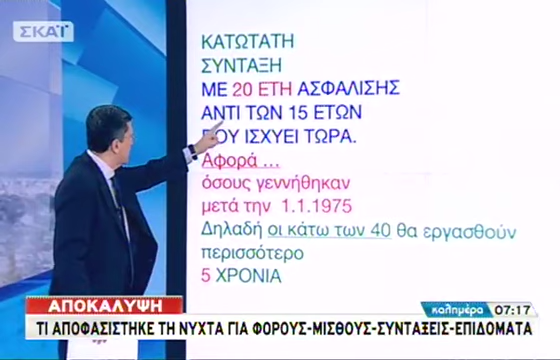 ΣΚΑΪ
ΚΑΤΩΤΑΤΗ
ΣΥΝΤΑΞΗ
ΜΕ 20 ΕΤΗ ΑΣΦΑΛΙΣΗΣ
ΑΝΤΙ ΤΩΝ 15 ΕΤΩΝ
ΠΟΥ ΙΣΧΥΕΙ ΤΩΡΑ.
Αφορά ...
όσους γεννήθηκαν
μετά την 1.1.1975
Δηλαδή οι κάτω των 40 θα εργασθούν
περισσότερο
5 ΧΡΟΝΙΑ
ΑΠΟΚΑΛΥΨΗ
καλημέρα 07:17
ΤΙ ΑΠΟΦΑΣΙΣΤΗΚΕ ΤΗ ΝΥΧΤΑ ΓΙΑ ΦΟΡΟΥΣ-ΜΙΣΘΟΥΣ-ΣΥΝΤΑΞΕΙΣ-ΕΠΙΔΟΜΑΤΑ